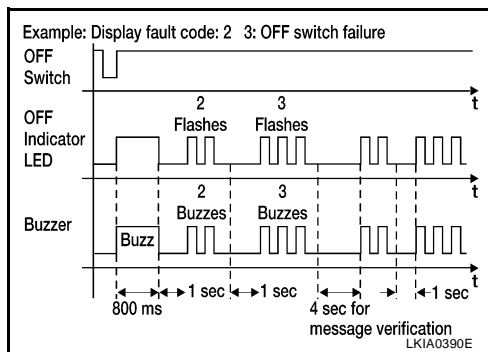 Example: Display fault code: 2 3: OFF switch failure
OFF
Switch
t
OFF
Indicator
LED
2
Flashes
3
Flashes
t
Buzzer
2
Buzzes
3
Buzzes
Buzz
t
800 ms
1 sec
1 sec
4 sec for
message verification
1 sec
LKIA0390E